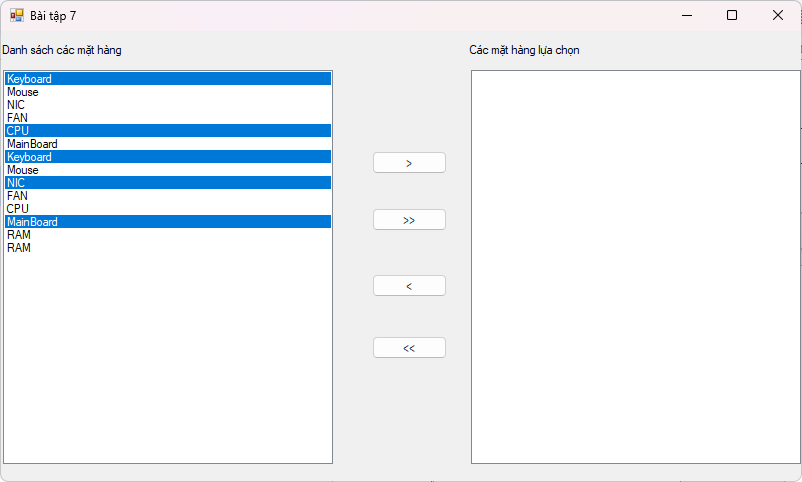 Bài tập 7
Danh sách các mặt hàng
Các mặt hàng lựa chọn
Keyboard
Mouse
NIC
FAN
CPU
MainBoard
Keyboard
Mouse
NIC
FAN
CPU
MainBoard
RAM
RAM
>
>>
<
<<